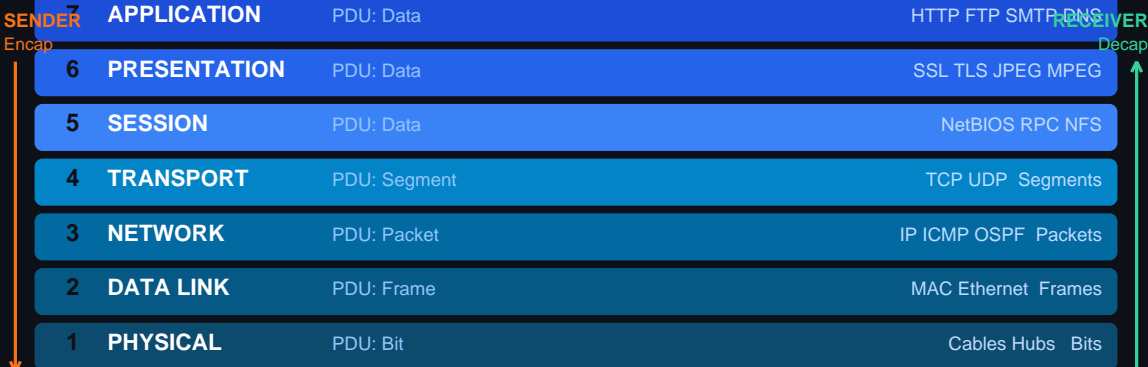 SENDER
Encap
RECEIVER
Decap
7 APPLICATION PDU: Data HTTP FTP SMTP DNS
6 PRESENTATION PDU: Data SSL TLS JPEG MPEG
5 SESSION PDU: Data NetBIOS RPC NFS
4 TRANSPORT PDU: Segment TCP UDP Segments
3 NETWORK PDU: Packet IP ICMP OSPF Packets
2 DATA LINK PDU: Frame MAC Ethernet Frames
1 PHYSICAL PDU: Bit Cables Hubs Bits